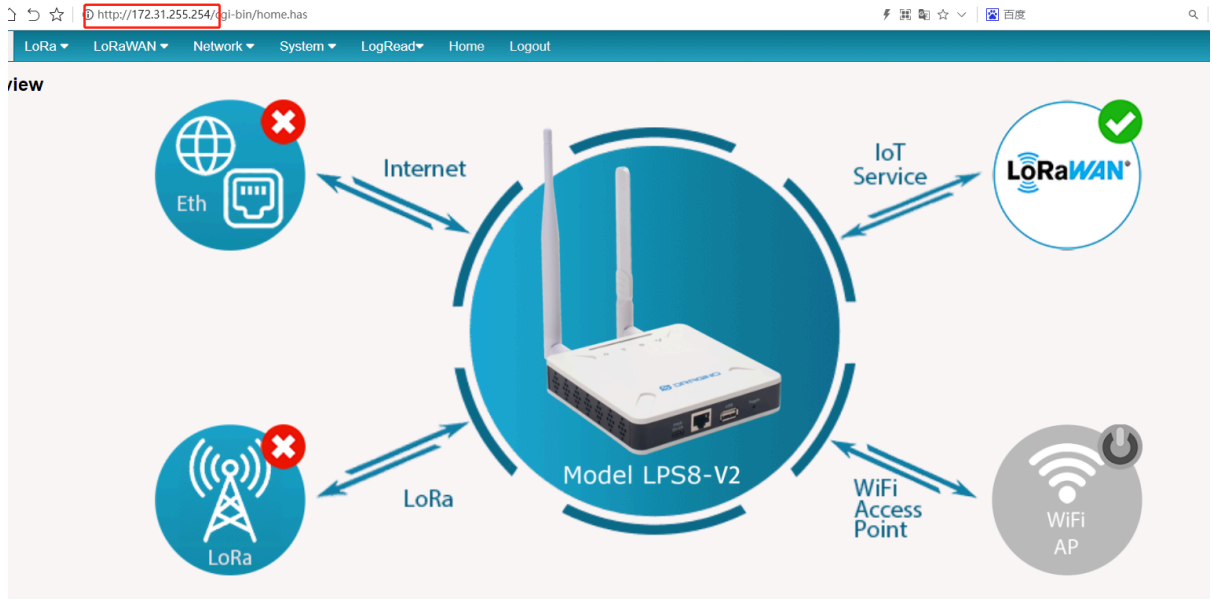 http://172.31.255.254/cgi-bin/home.has
百度
LoRa LoRaWAN Network System LogRead Home Logout
view
Eth
Internet
IoT
Service
LoRaWAN®
DRAGINO
Model LPS8-V2
LoRa
LoRa
WiFi
Access
Point
WiFi
AP